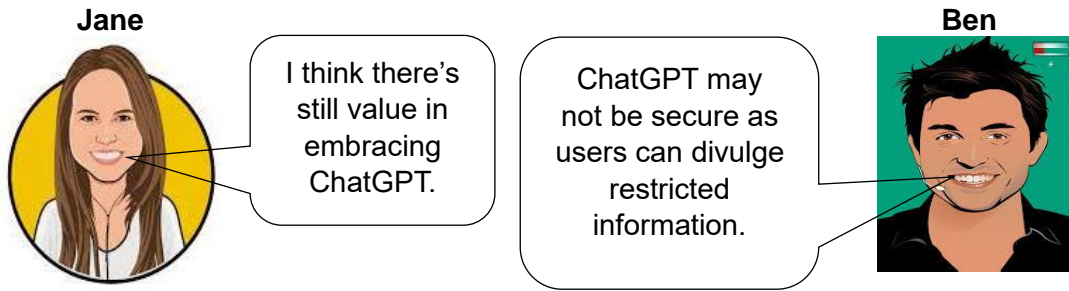 Jane
I think there’s
still value in
embracing
ChatGPT.
Ben
ChatGPT may
not be secure as
users can divulge
restricted
information.